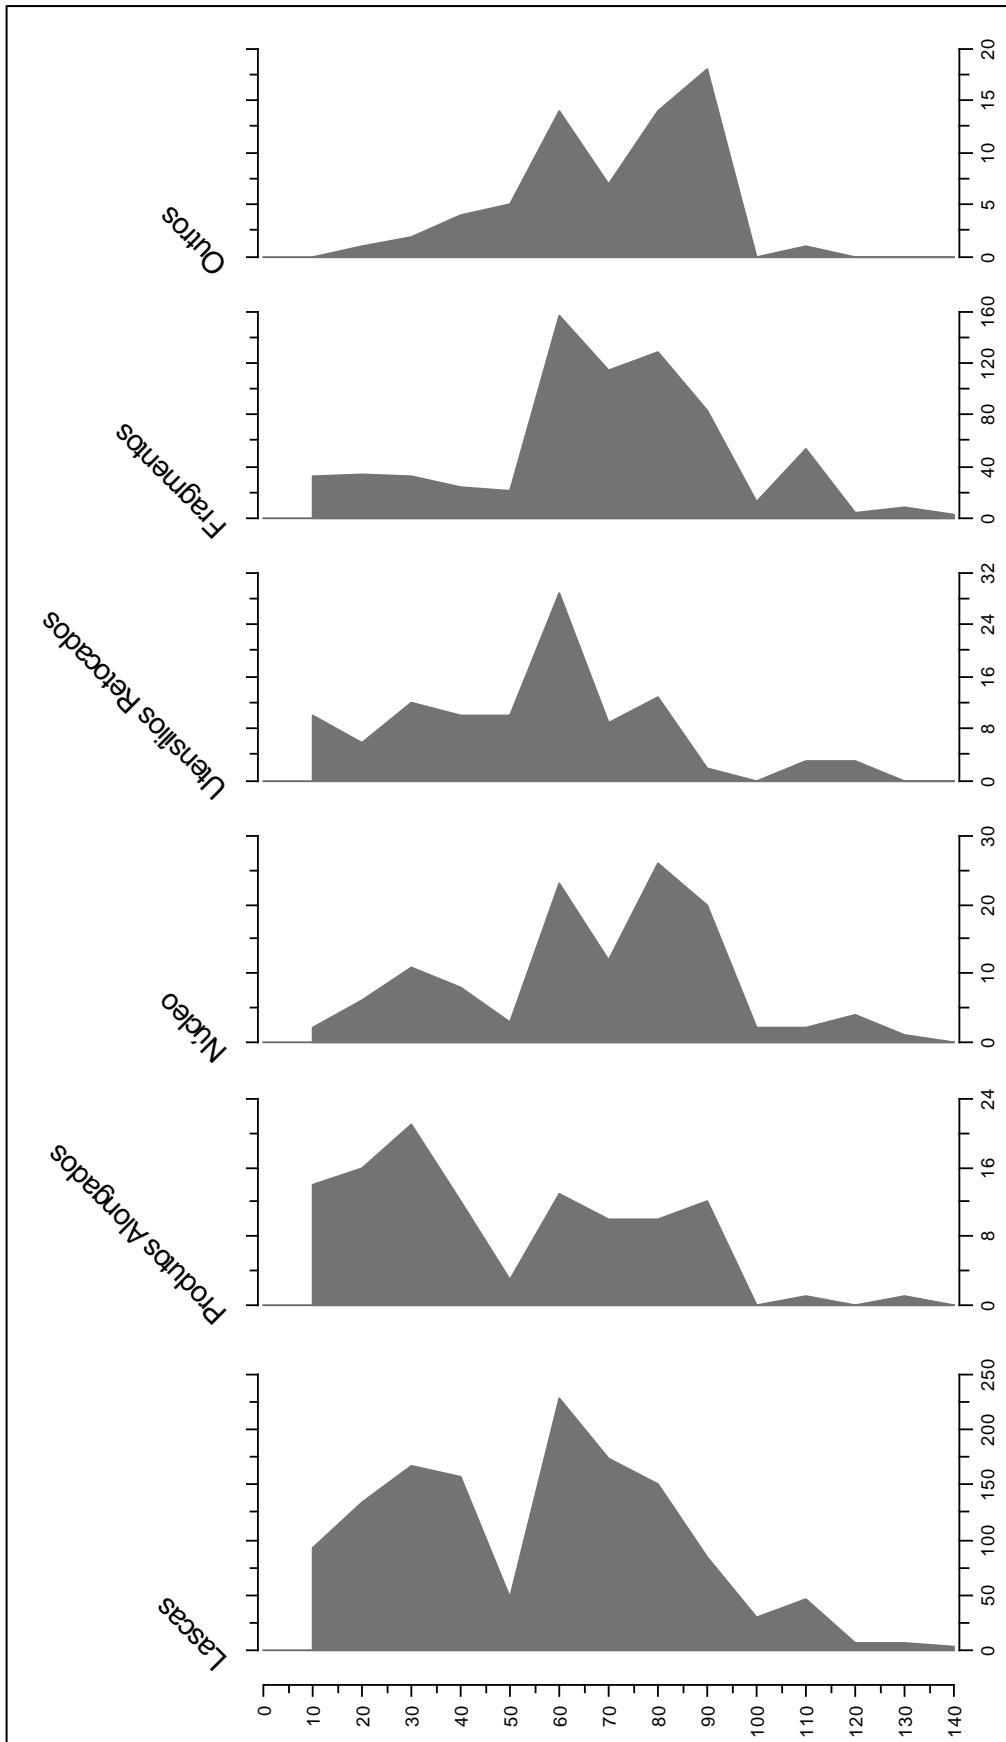 Outros
0 5 10 15 20
Fragmentos
0 40 80 120 160
Utensílios Retocados
0 8 16 24 32
Núcleo
0 10 20 30
Produtos Alongados
0 8 16 24
Lascas
0 50 100 150 200 250
0 10 20 30 40 50 60 70 80 90 100 110 120 130 140